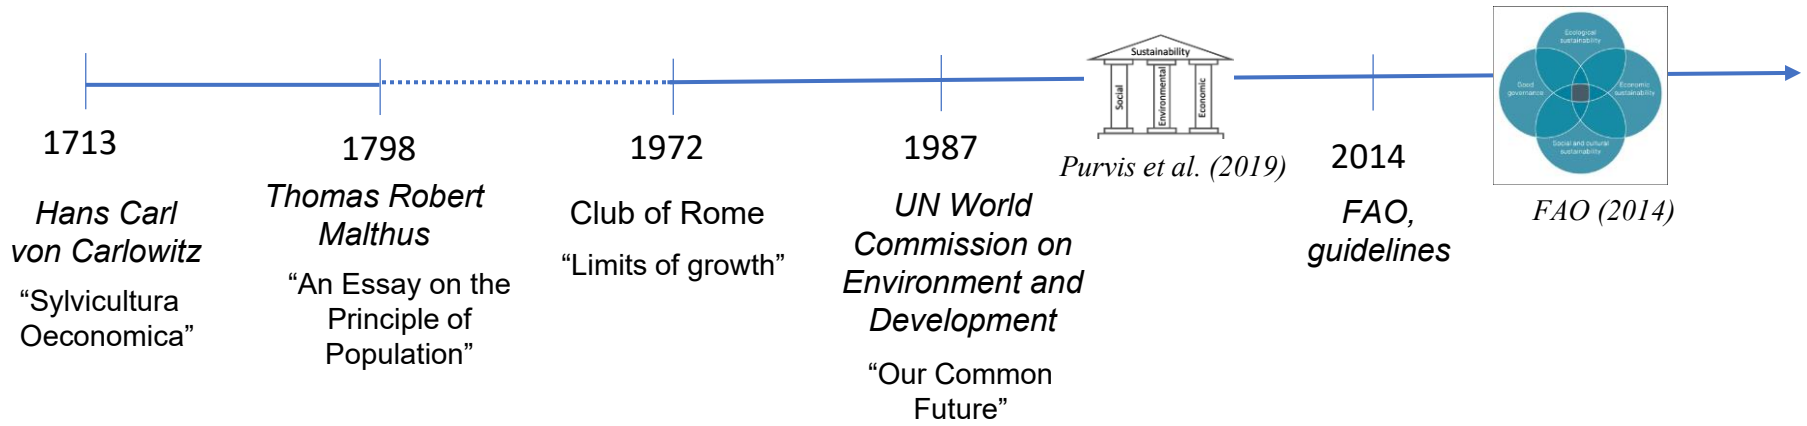 1713
Hans Carl
von Carlowitz
“Sylvicultura
Oeconomica”
1798
Thomas Robert
Malthus
“An Essay on the
Principle of
Population”
1972
Club of Rome
“Limits of growth”
1987
UN World
Commission on
Environment and
Development
“Our Common
Future”
Sustainability
Social
Environmental
Economic
Purvis et al. (2019)
2014
FAO,
guidelines
Ecological
sustainability
Good
governance
Economic
sustainability
Social and cultural
sustainability
FAO (2014)